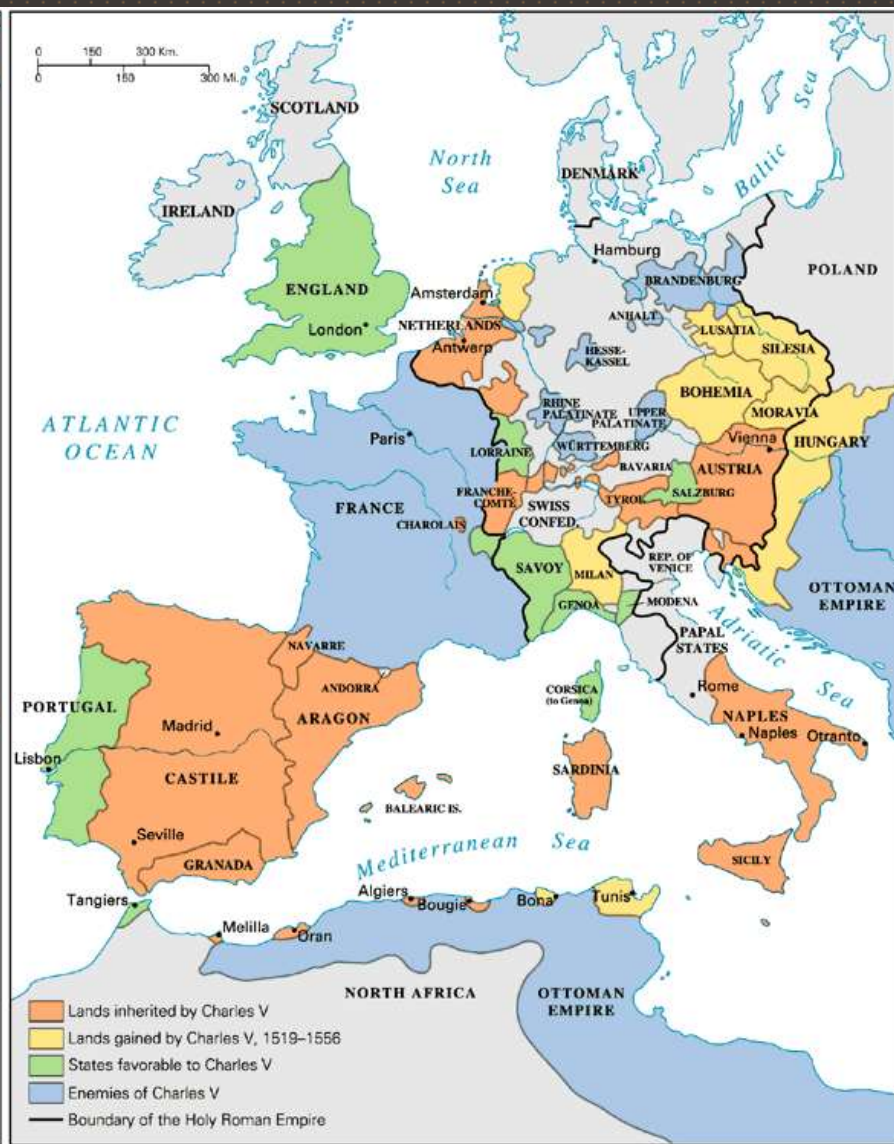 0 150 300 Km.
0 150 300 Mi.
SCOTLAND
North
Sea
Baltic
Sea
DENMARK
IRELAND
Hamburg
POLAND
BRANDENBURG
ENGLAND
Amsterdam
ANHALT
London
NETHERLANDS
LUSATIA
Antwerp
SILESIA
HESSE-
KASSEL
BOHEMIA
ATLANTIC
OCEAN
RHINE
PALATINATE
UPPER
PALATINATE
MORAVIA
Paris
Vienna
HUNGARY
LORRAINE
WÜRTTEMBERG
BAVARIA
AUSTRIA
FRANCHE-
COMTÉ
TYROL
SALZBURG
FRANCE
SWISS
CONFED.
CHAROLAIS
REP. OF
VENICE
SAVOY
MILAN
OTTOMAN
EMPIRE
GENOA
MODENA
NAVARRE
PAPAL
STATES
Adriatic
Sea
ANDORRA
CORSICA
(to Genoa)
Rome
PORTUGAL
ARAGON
Madrid
NAPLES
Naples
Otranto
Lisbon
CASTILE
SARDINIA
BALEARIC IS.
Seville
Mediterranean Sea
GRANADA
SICILY
Tangiers
Algiers
Bougie
Bona
Tunis
Melilla
Oran
NORTH AFRICA
OTTOMAN
EMPIRE
Lands inherited by Charles V
Lands gained by Charles V, 1519–1556
States favorable to Charles V
Enemies of Charles V
Boundary of the Holy Roman Empire